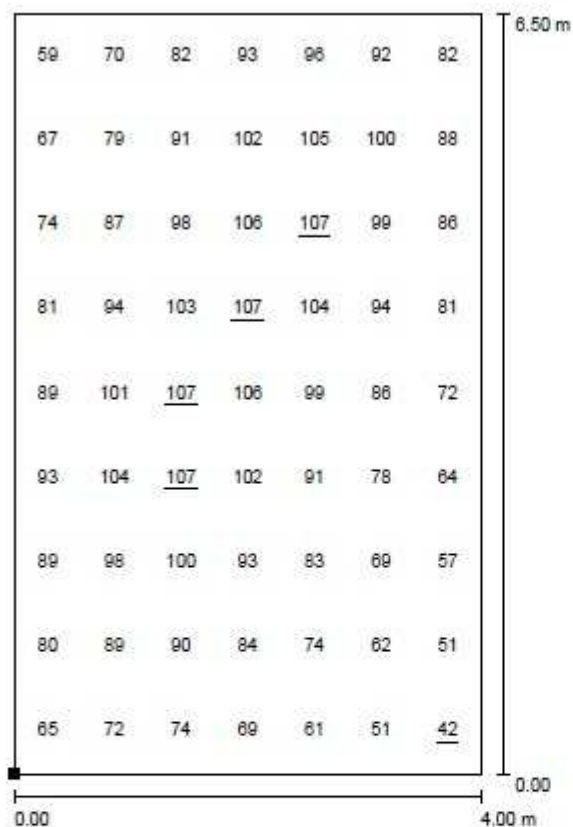 6.50 m
59 70 82 93 96 92 82
67 79 91 102 105 100 88
74 87 98 106 107 99 86
81 94 103 107 104 94 81
89 101 107 106 99 86 72
93 104 107 102 91 78 64
89 98 100 93 83 69 57
80 89 90 84 74 62 51
65 72 74 69 61 51 42
0.00
0.00 4.00 m